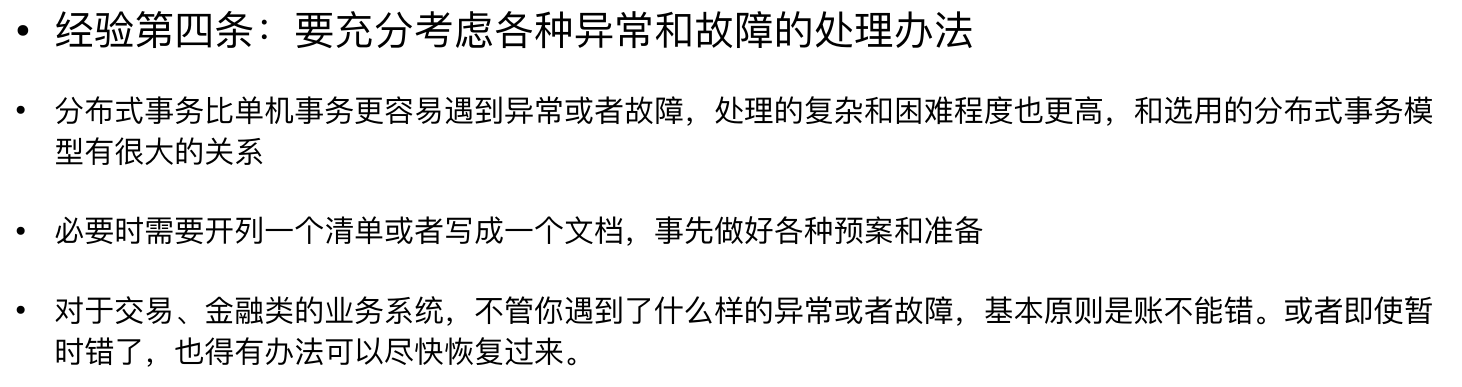 • 经验第四条：要充分考虑各种异常和故障的处理办法
• 分布式事务比单机事务更容易遇到异常或者故障，处理的复杂和困难程度也更高，和选用的分布式事务模
型有很大的关系
• 必要时需要开列一个清单或者写成一个文档，事先做好各种预案和准备
• 对于交易、金融类的业务系统，不管你遇到了什么样的异常或者故障，基本原则是账不能错。或者即使暂
时错了，也得有办法可以尽快恢复过来。